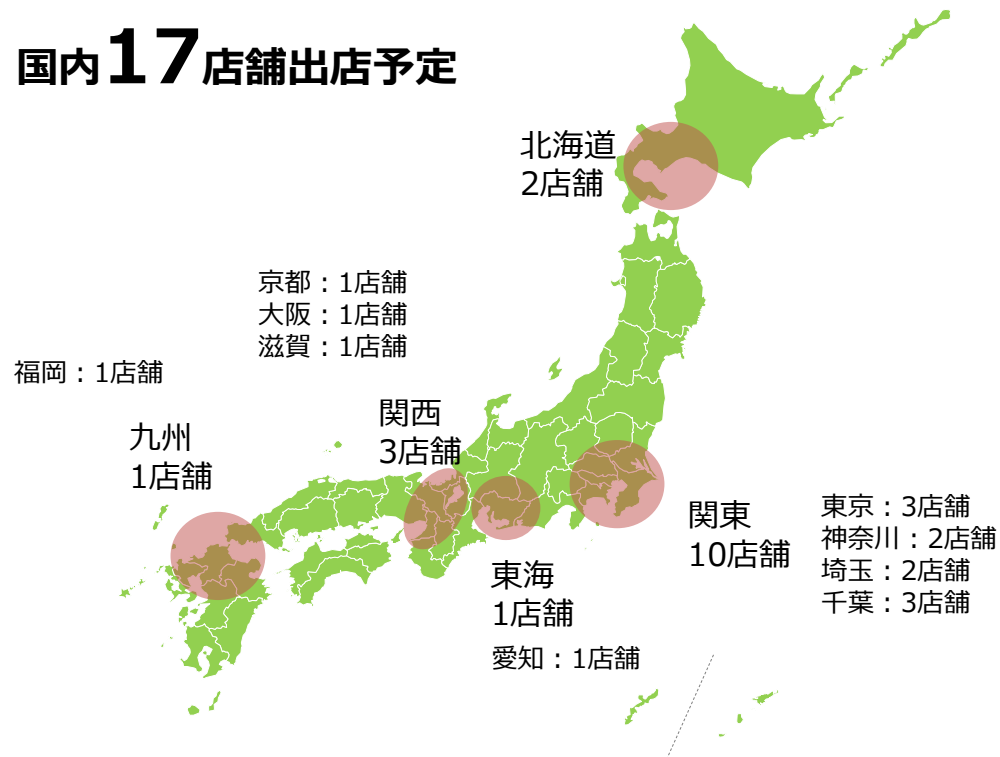 国内17店舗出店予定
北海道
2店舗
京都：1店舗
大阪：1店舗
滋賀：1店舗
福岡：1店舗
関西
3店舗
九州
1店舗
関東
10店舗
東京：3店舗
神奈川：2店舗
埼玉：2店舗
千葉：3店舗
東海
1店舗
愛知：1店舗